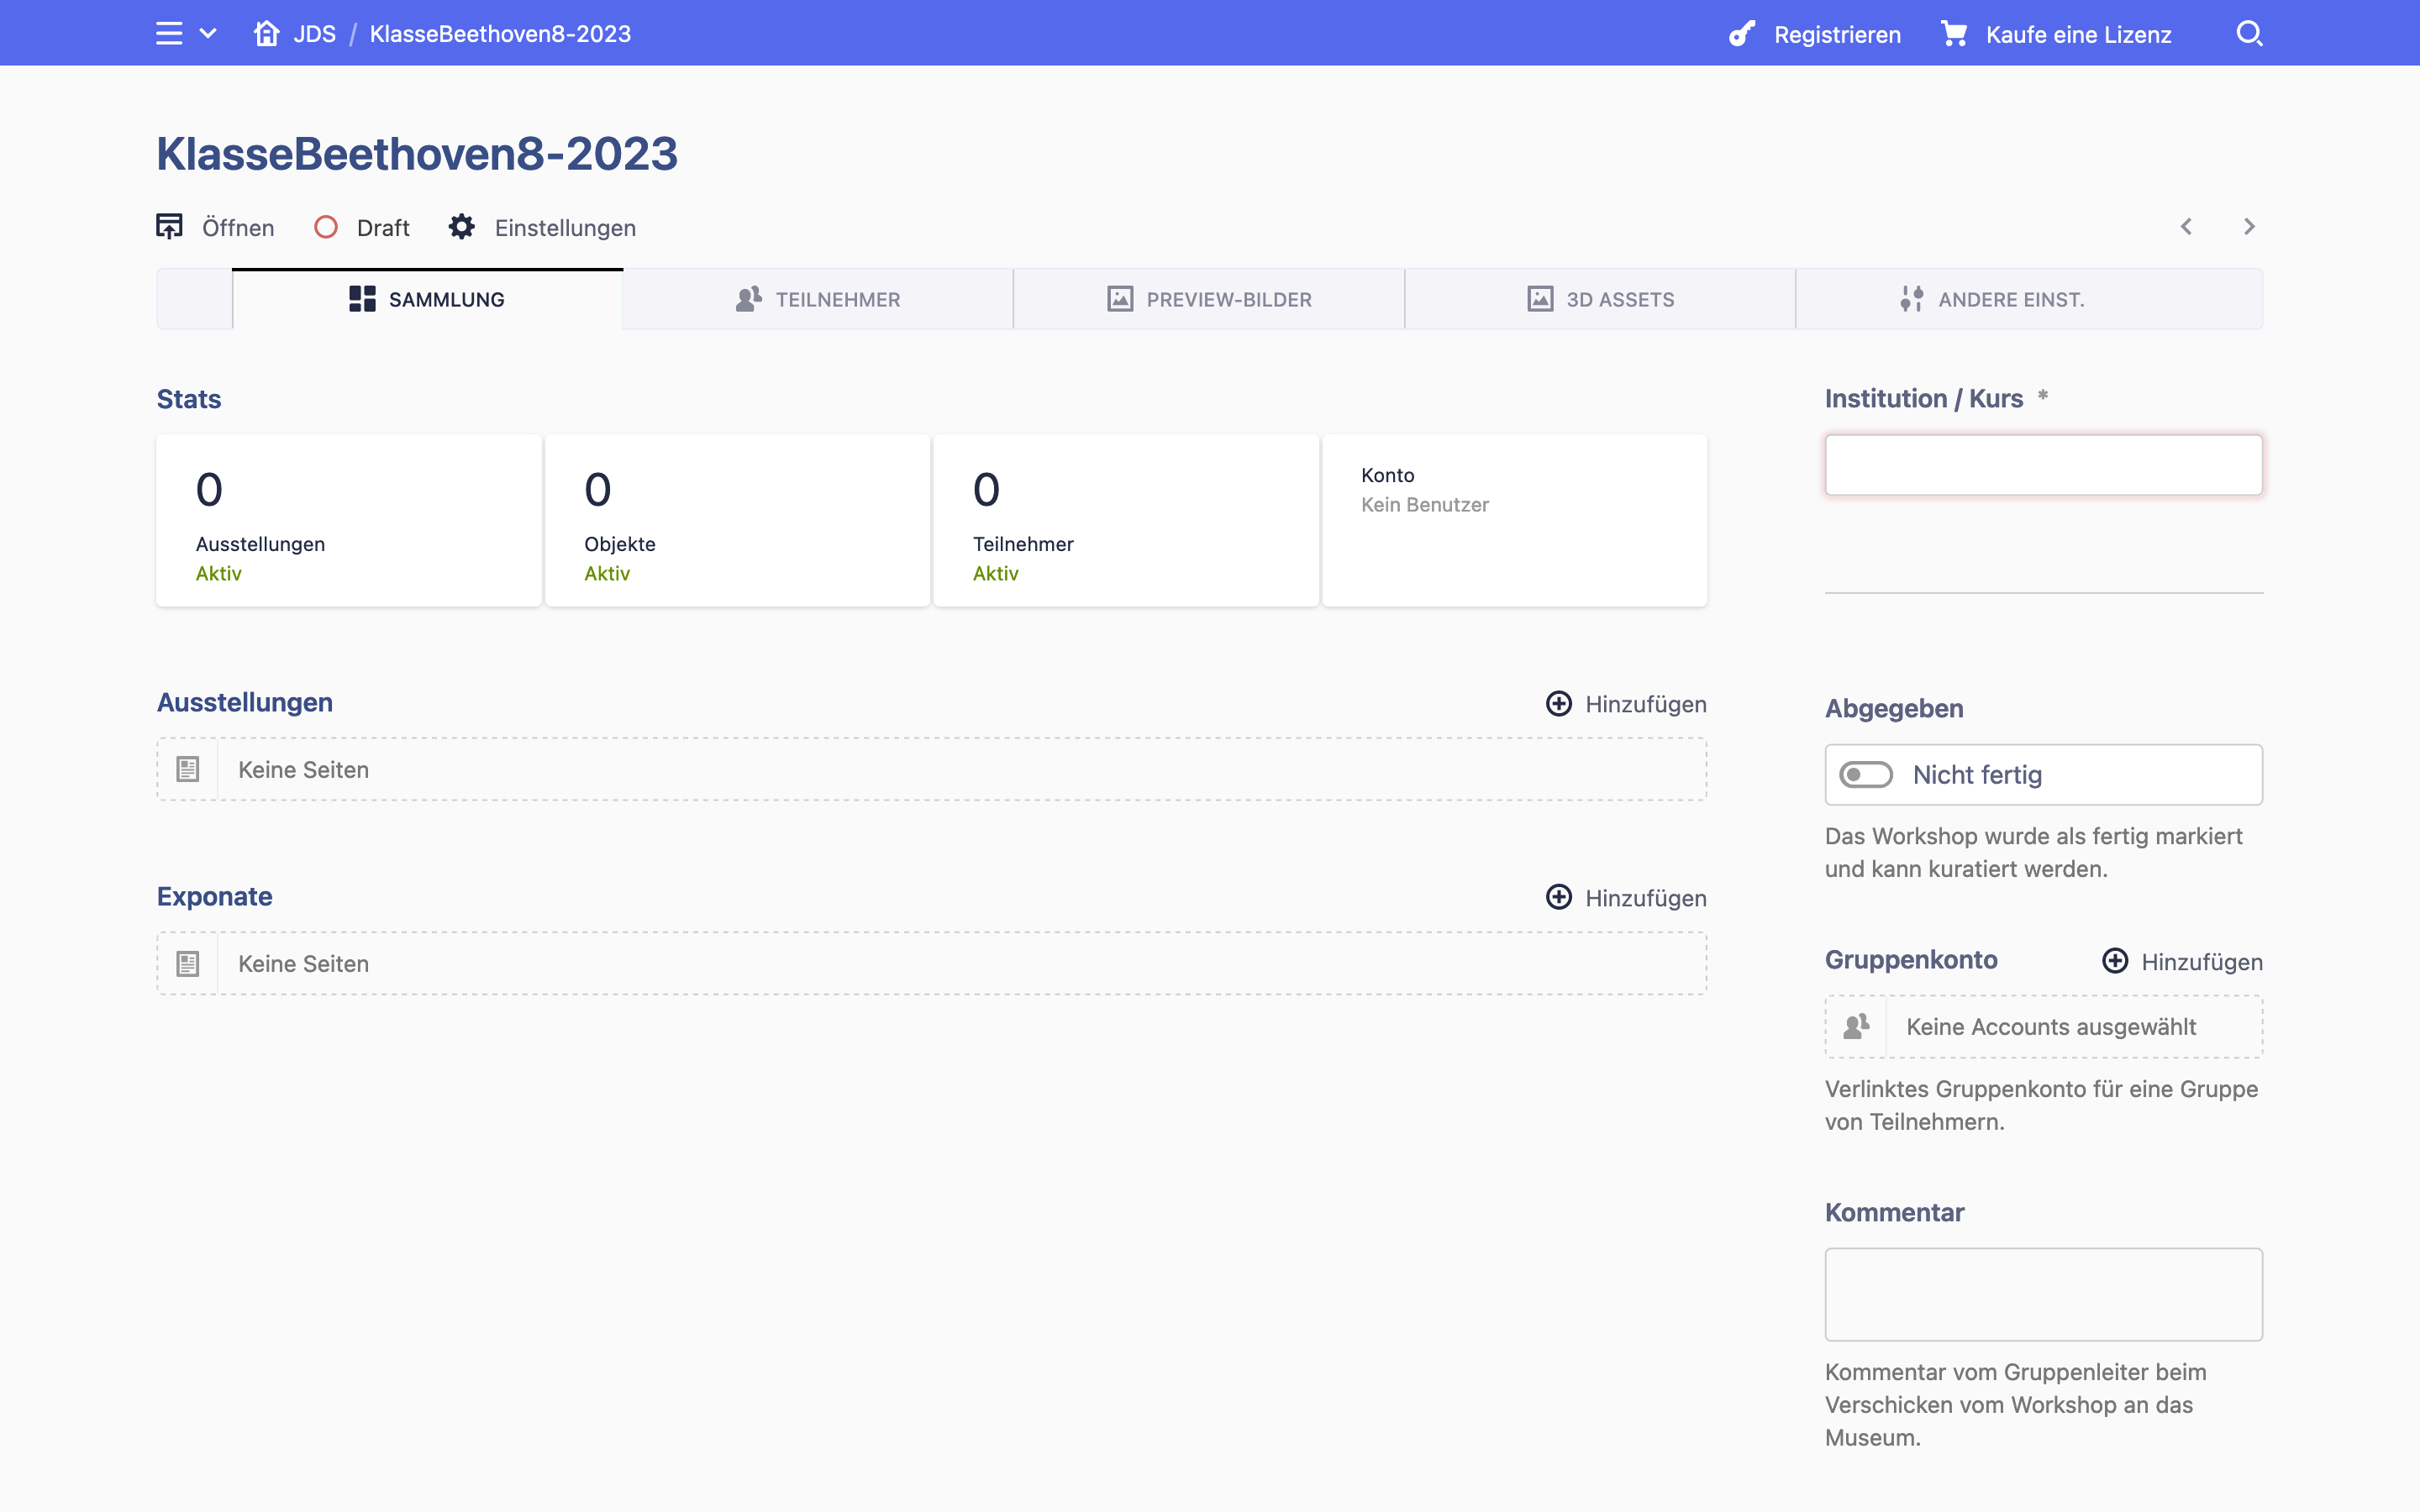 JDS / KlasseBeethoven8-2023
Registrieren
Kaufe eine Lizenz
KlasseBeethoven8-2023
Öffnen
Draft
Einstellungen
SAMMLUNG
TEILNEHMER
PREVIEW-BILDER
3D ASSETS
ANDERE EINST.
Stats
0
Ausstellungen
Aktiv
0
Objekte
Aktiv
0
Teilnehmer
Aktiv
Konto
Kein Benutzer
Ausstellungen
Hinzufügen
Keine Seiten
Exponate
Hinzufügen
Keine Seiten
Institution / Kurs *
Abgegeben
Nicht fertig
Das Workshop wurde als fertig markiert
und kann kuratiert werden.
Gruppenkonto
Hinzufügen
Keine Accounts ausgewählt
Verlinktes Gruppenkonto für eine Gruppe
von Teilnehmern.
Kommentar
Kommentar vom Gruppenleiter beim
Verschicken vom Workshop an das
Museum.